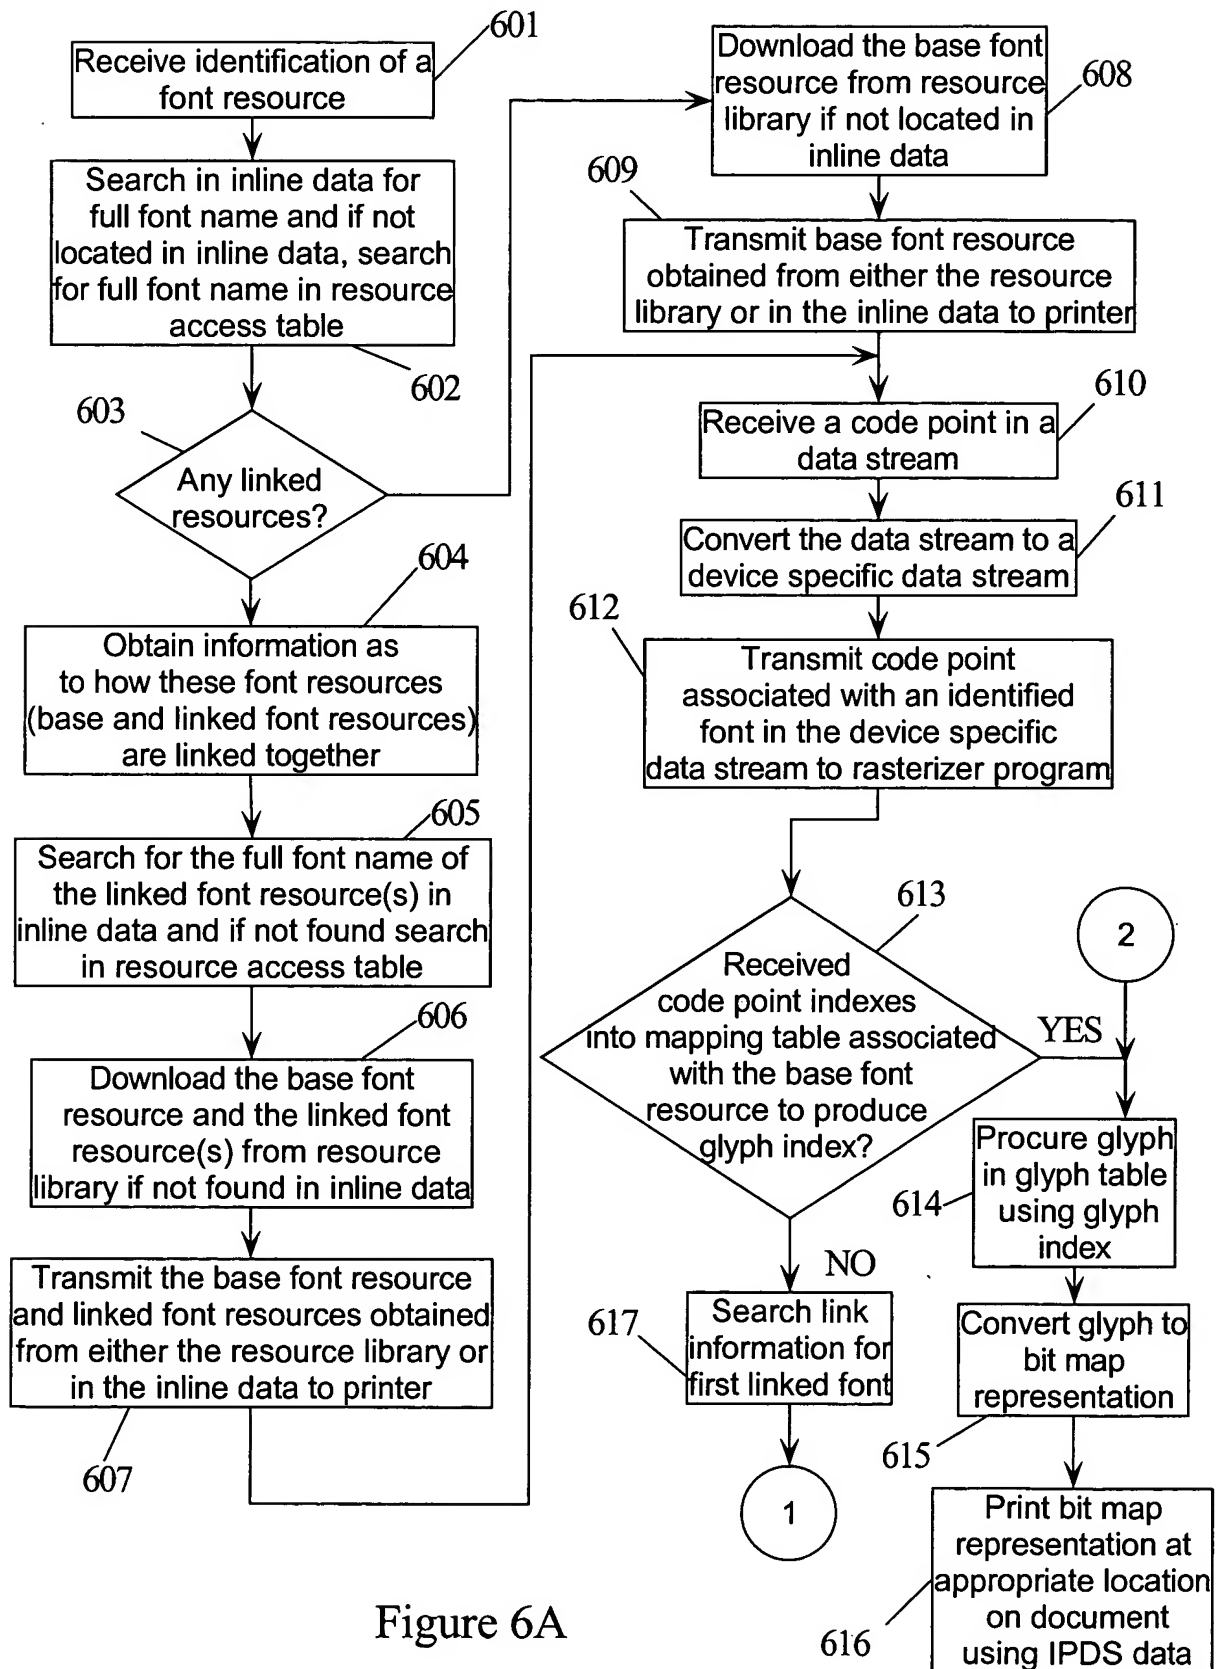 601
Receive identification of a
font resource
Search in inline data for
full font name and if not
located in inline data, search
for full font name in resource
access table
602
603
Any linked
resources?
604
Obtain information as
to how these font resources
(base and linked font resources)
are linked together
605
Search for the full font name of
the linked font resource(s) in
inline data and if not found search
in resource access table
606
Download the base font
resource and the linked font
resource(s) from resource
library if not found in inline data
Transmit the base font resource
and linked font resources obtained
from either the resource library or
in the inline data to printer
607
Download the base font
resource from resource
library if not located in
inline data
608
609
Transmit base font resource
obtained from either the resource
library or in the inline data to printer
610
Receive a code point in a
data stream
611
Convert the data stream to a
device specific data stream
612
Transmit code point
associated with an identified
font in the device specific
data stream to rasterizer program
613
Received
code point indexes
into mapping table associated
with the base font
resource to produce
glyph index?
YES
2
NO
617
Search link
information for
first linked font
1
Procure glyph
in glyph table
using glyph
index
614
Convert glyph to
bit map
representation
615
Print bit map
representation at
appropriate location
on document
using IPDS data
616
Figure 6A